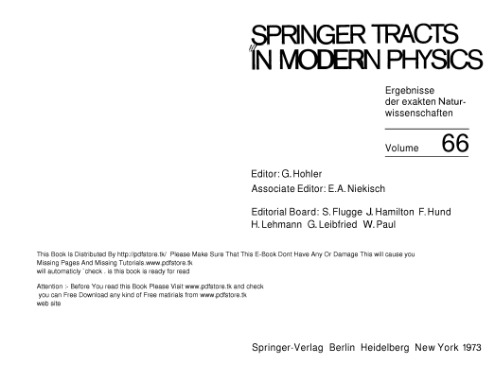 SPRINGER TRACTS
IN MODERN PHYSICS
Ergebnisse
der exakten Natur-
wissenschaften
Volume 66
Editor: G. Hohler
Associate Editor: E.A. Niekisch
Editorial Board: S. Flugge J. Hamilton F. Hund
H. Lehmann G. Leibfried W. Paul
This Book Is Distributed By http://pdfstore.tk/ Please Make Sure That This E-Book Dont Have Any Or Damage This will cause you
Missing Pages And Missing Tutorials.www.pdfstore.tk
will automaticly `check . is this book is ready for read
Attention :- Before You read this Book Please Visit www.pdfstore.tk and check
you can Free Download any kind of Free matirials from www.pdfstore.tk
web site
Springer-Verlag Berlin Heidelberg New York 1973